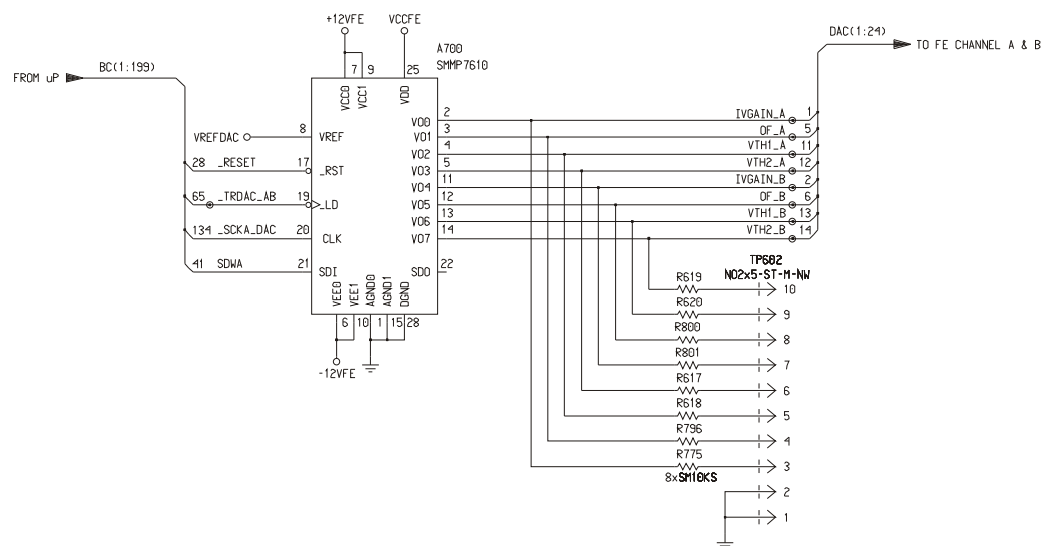 +12VFE VCCFE
DAC(1:24)
TO FE CHANNEL A & B
A700
SMMP7610
BC(1:199)
FROM uP
7 9 25
VCC0 VCC1 VDD
VREFDAC 8 VREF
28 _RESET 17 _RST
65 _TRDAC_AB 19 _LD
134 _SCKA_DAC 20 CLK
41 SDWA 21 SDI
VO0 2 IVGAIN_A 1
VO1 3 OF_A 5
VO2 4 VTH1_A 11
VO3 5 VTH2_A 12
VO4 11 IVGAIN_B 2
VO5 12 OF_B 6
VO6 13 VTH1_B 13
VO7 14 VTH2_B 14
SDO 22
VEE0 VEE1 AGND0 AGND1 DGND
6 10 1 15 28
-12VFE
TP602
NO2x5-ST-M-NW
R619 10
R620 9
R800 8
R801 7
R617 6
R618 5
R796 4
R775 3
8xSM10KS
2
1